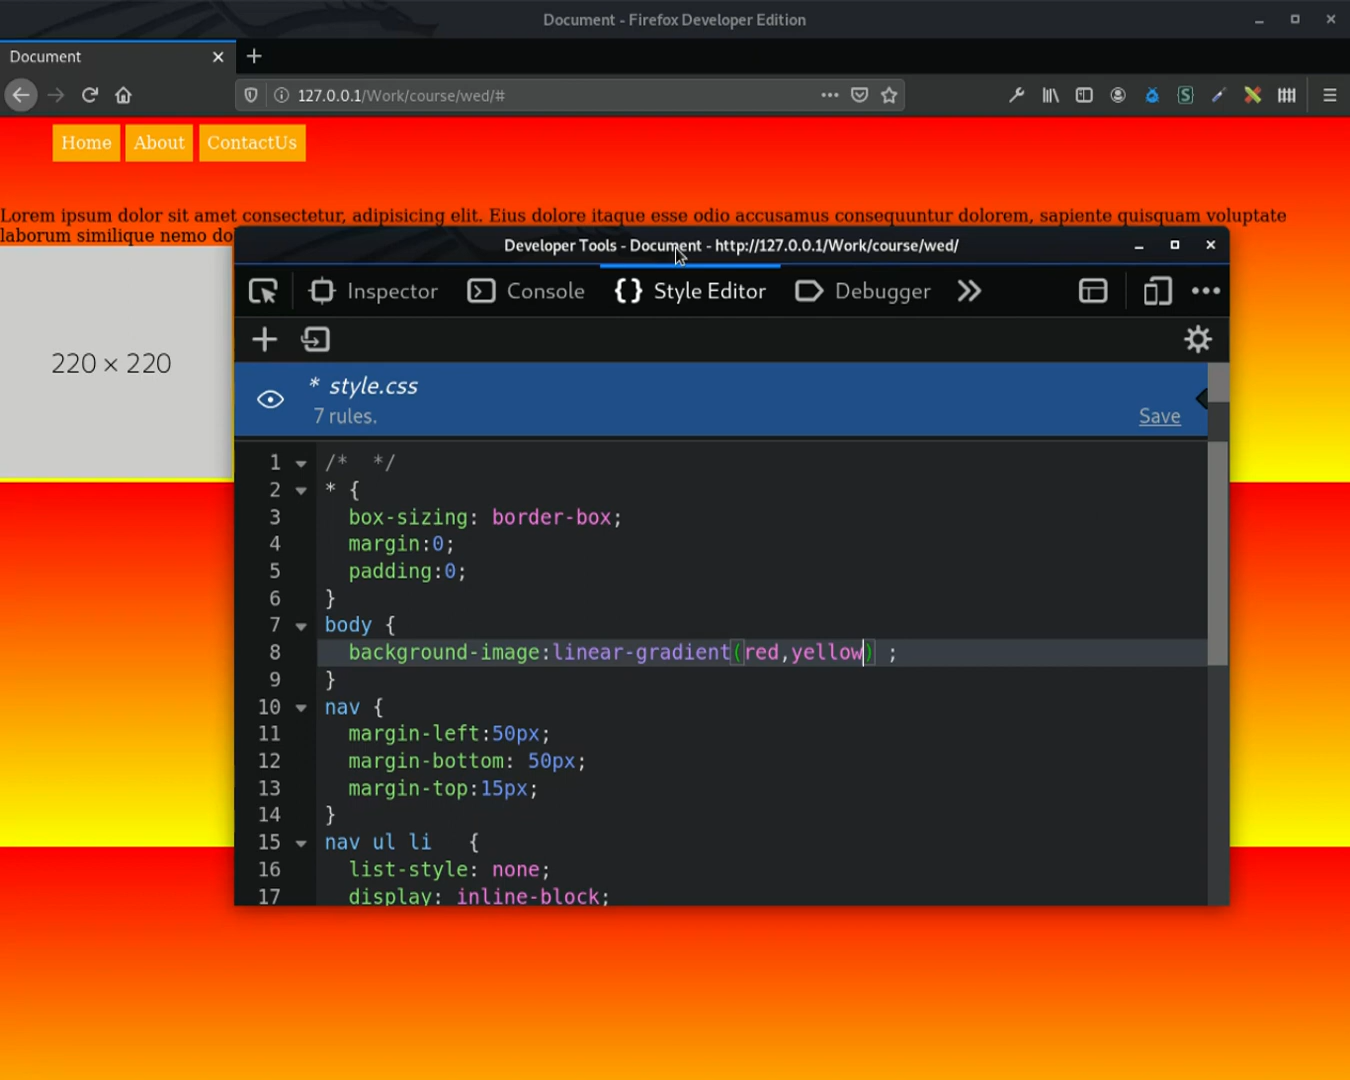 Document - Firefox Developer Edition
Document
127.0.0.1/Work/course/wed/#
Home About ContactUs
Lorem ipsum dolor sit amet consectetur, adipisicing elit. Eius dolore itaque esse odio accusamus consequuntur dolorem, sapiente quisquam voluptate
laborum similique nemo do
220 × 220
Developer Tools - Document - http://127.0.0.1/Work/course/wed/
Inspector Console {} Style Editor Debugger
* style.css
7 rules. Save
1 /*  */
2 * {
3 box-sizing: border-box;
4 margin:0;
5 padding:0;
6 }
7 body {
8 background-image:linear-gradient(red,yellow) ;
9 }
10 nav {
11 margin-left:50px;
12 margin-bottom: 50px;
13 margin-top:15px;
14 }
15 nav ul li   {
16 list-style: none;
17 display: inline-block;